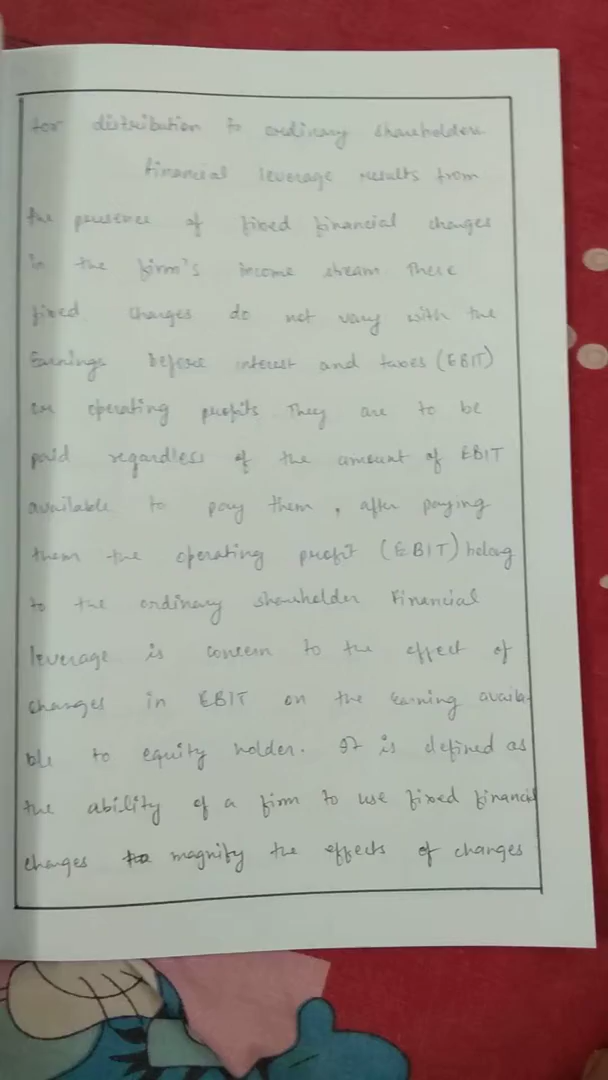 for distribution to ordinary shareholders
financial leverage results from
the presence of fixed financial changes
in the firm's income stream These
fixed charges do not vary with the
Earnings before interest and taxes (EBIT)
or operating profits They are to be
paid regardless of the amount of EBIT
available to pay them, after paying
them the operating profit (EBIT) belong
to the ordinary shareholder Financial
leverage is concern to the effect of
changes in EBIT on the Earning availa-
ble to equity holder. It is defined as
the ability of a firm to use fixed financial
changes to magnify the effects of changes